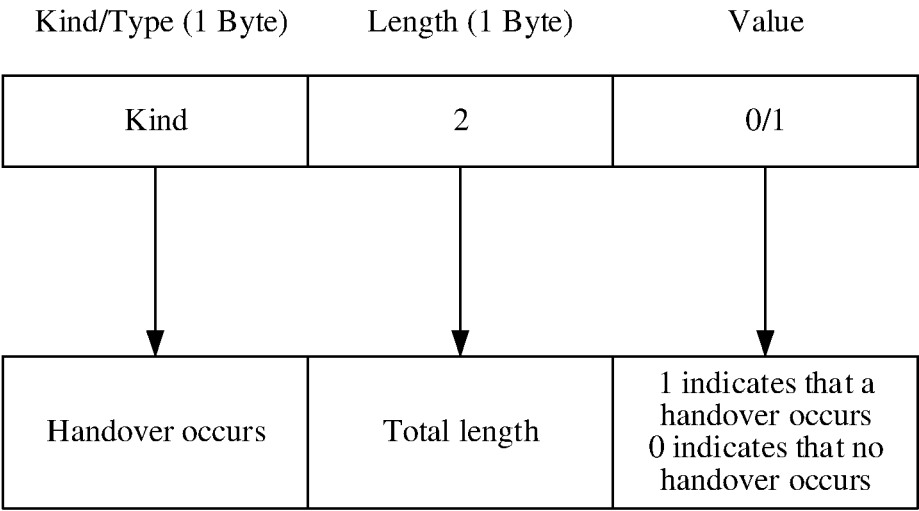 Kind/Type (1 Byte) Length (1 Byte) Value
Kind 2 0/1
Handover occurs Total length
1 indicates that a
handover occurs
0 indicates that no
handover occurs